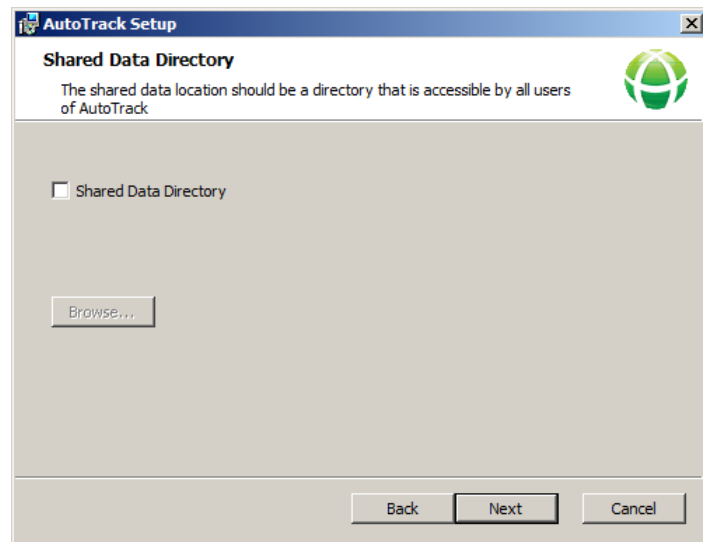 AutoTrack Setup
Shared Data Directory
The shared data location should be a directory that is accessible by all users
of AutoTrack
Shared Data Directory
Browse...
Back Next Cancel